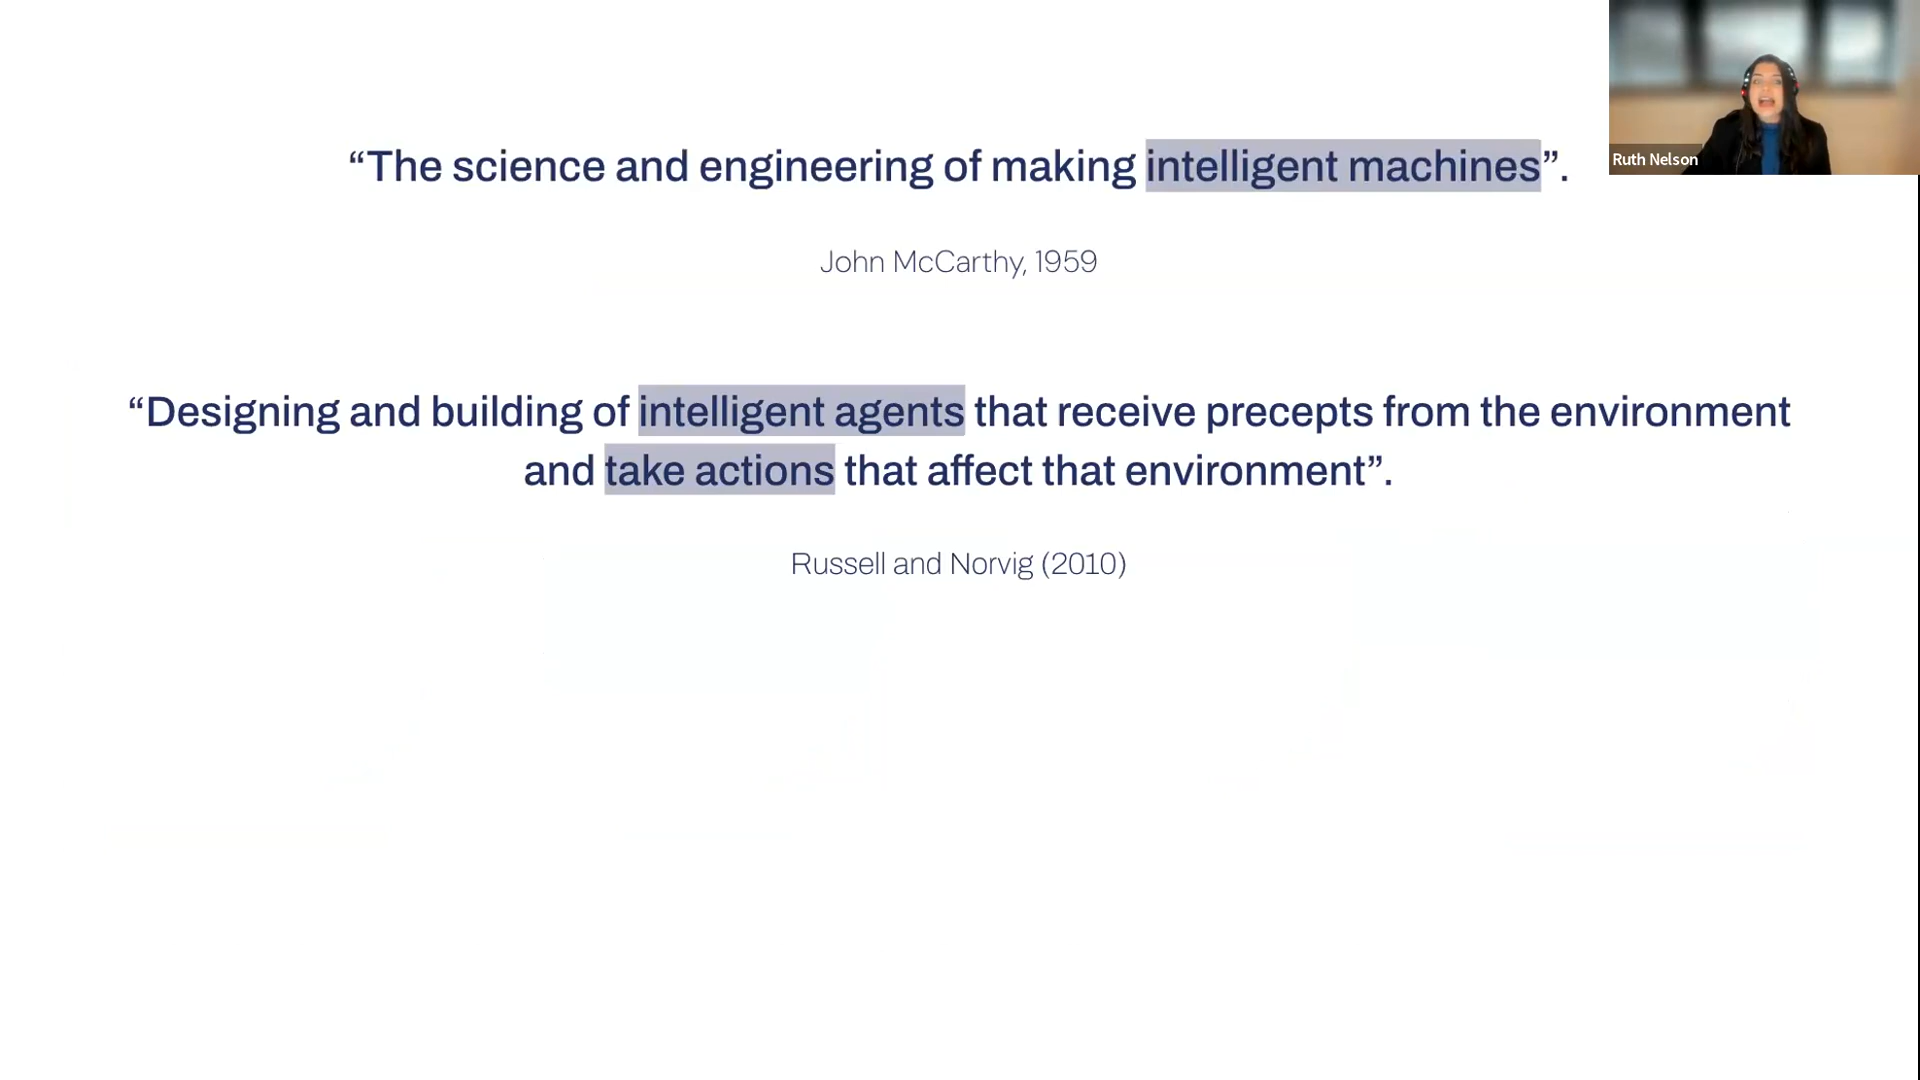 “The science and engineering of making intelligent machines”.
Ruth Nelson
John McCarthy, 1959
“Designing and building of intelligent agents that receive precepts from the environment
and take actions that affect that environment”.
Russell and Norvig (2010)